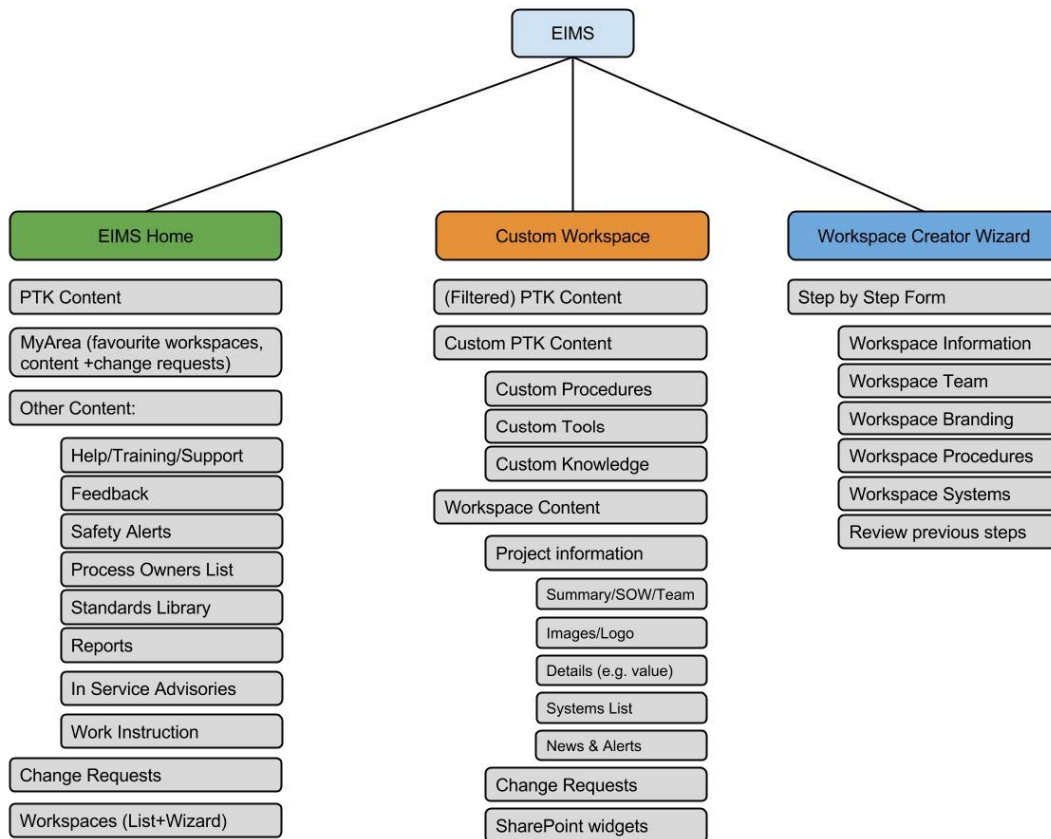 EIMS
EIMS Home
PTK Content
MyArea (favourite workspaces,
content +change requests)
Other Content:
Help/Training/Support
Feedback
Safety Alerts
Process Owners List
Standards Library
Reports
In Service Advisories
Work Instruction
Change Requests
Workspaces (List+Wizard)
Custom Workspace
(Filtered) PTK Content
Custom PTK Content
Custom Procedures
Custom Tools
Custom Knowledge
Workspace Content
Project information
Summary/SOW/Team
Images/Logo
Details (e.g. value)
Systems List
News & Alerts
Change Requests
SharePoint widgets
Workspace Creator Wizard
Step by Step Form
Workspace Information
Workspace Team
Workspace Branding
Workspace Procedures
Workspace Systems
Review previous steps